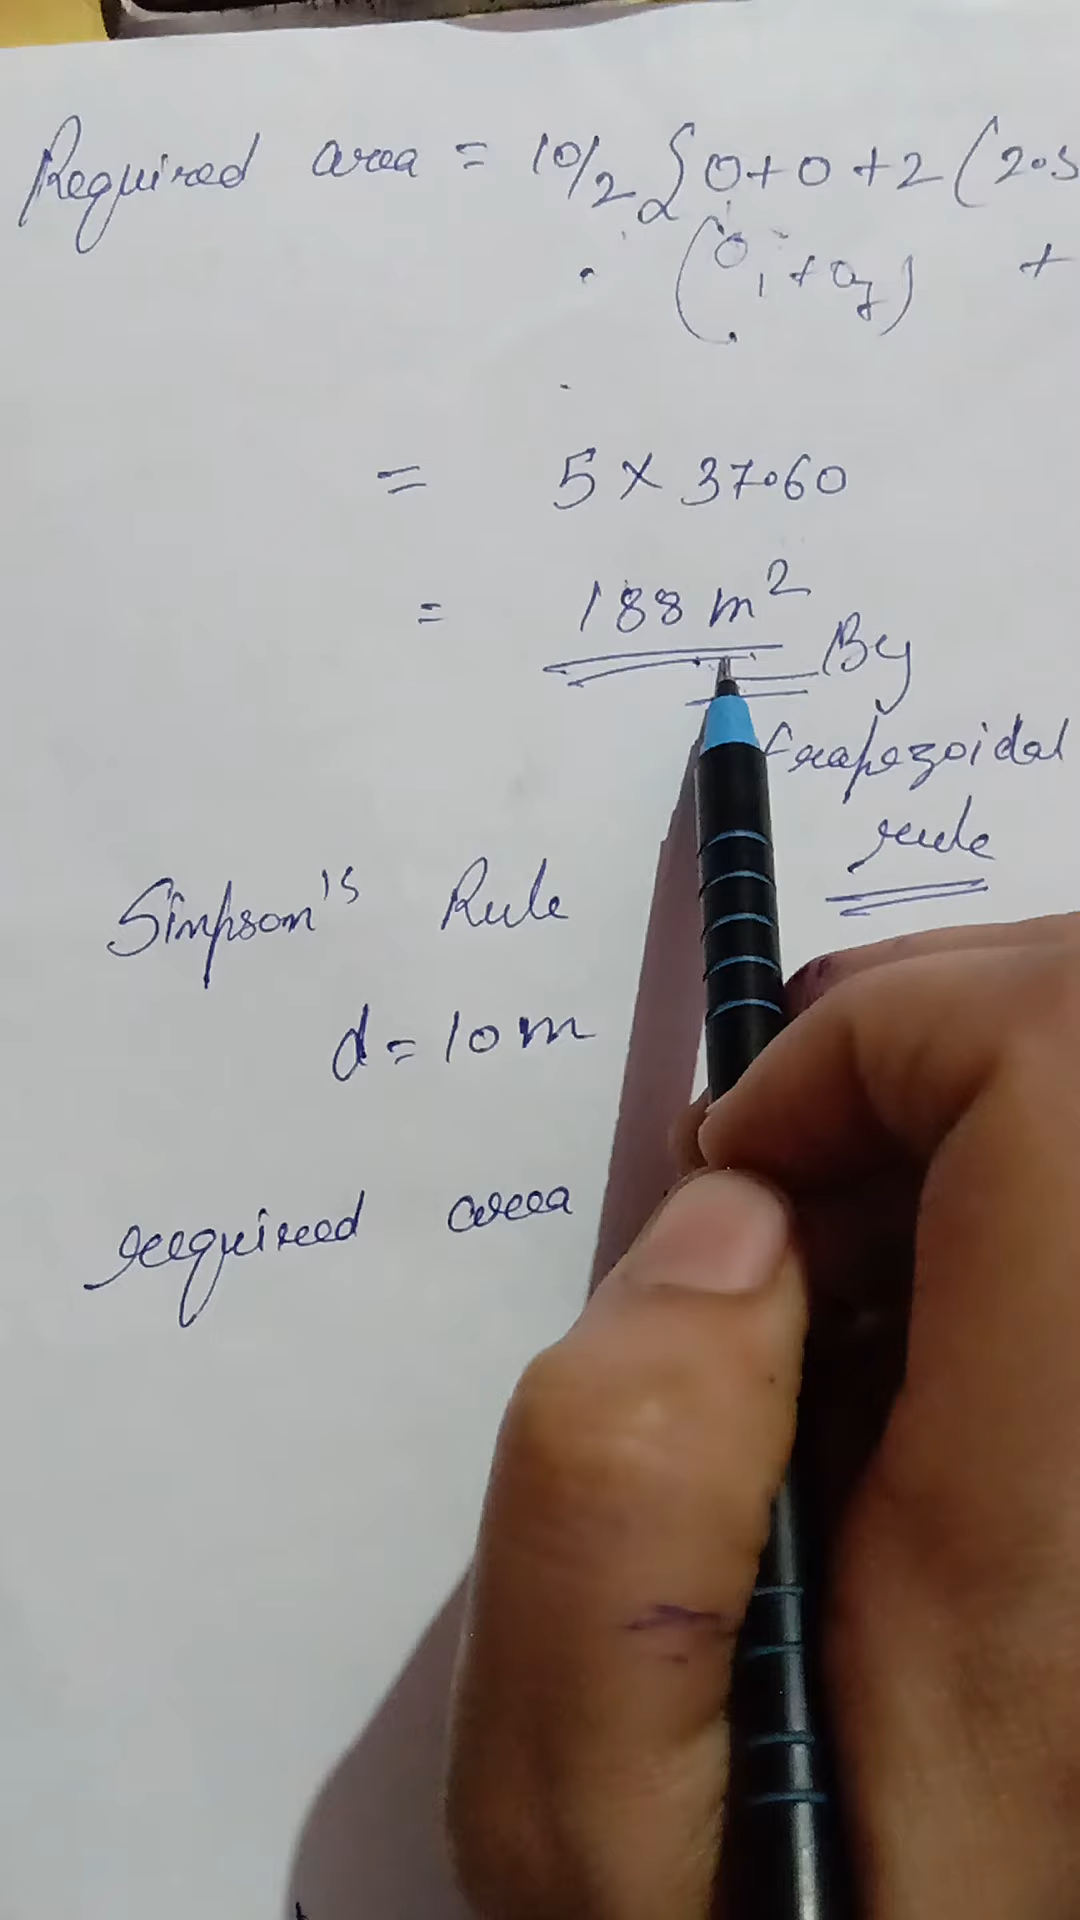 Required area = 10/2 { 0+0+2(2.5
(O1+O7) +
= 5 × 37.60
= 188 m²
By
trapezoidal
rule
Simpson's Rule
d = 10m
required area